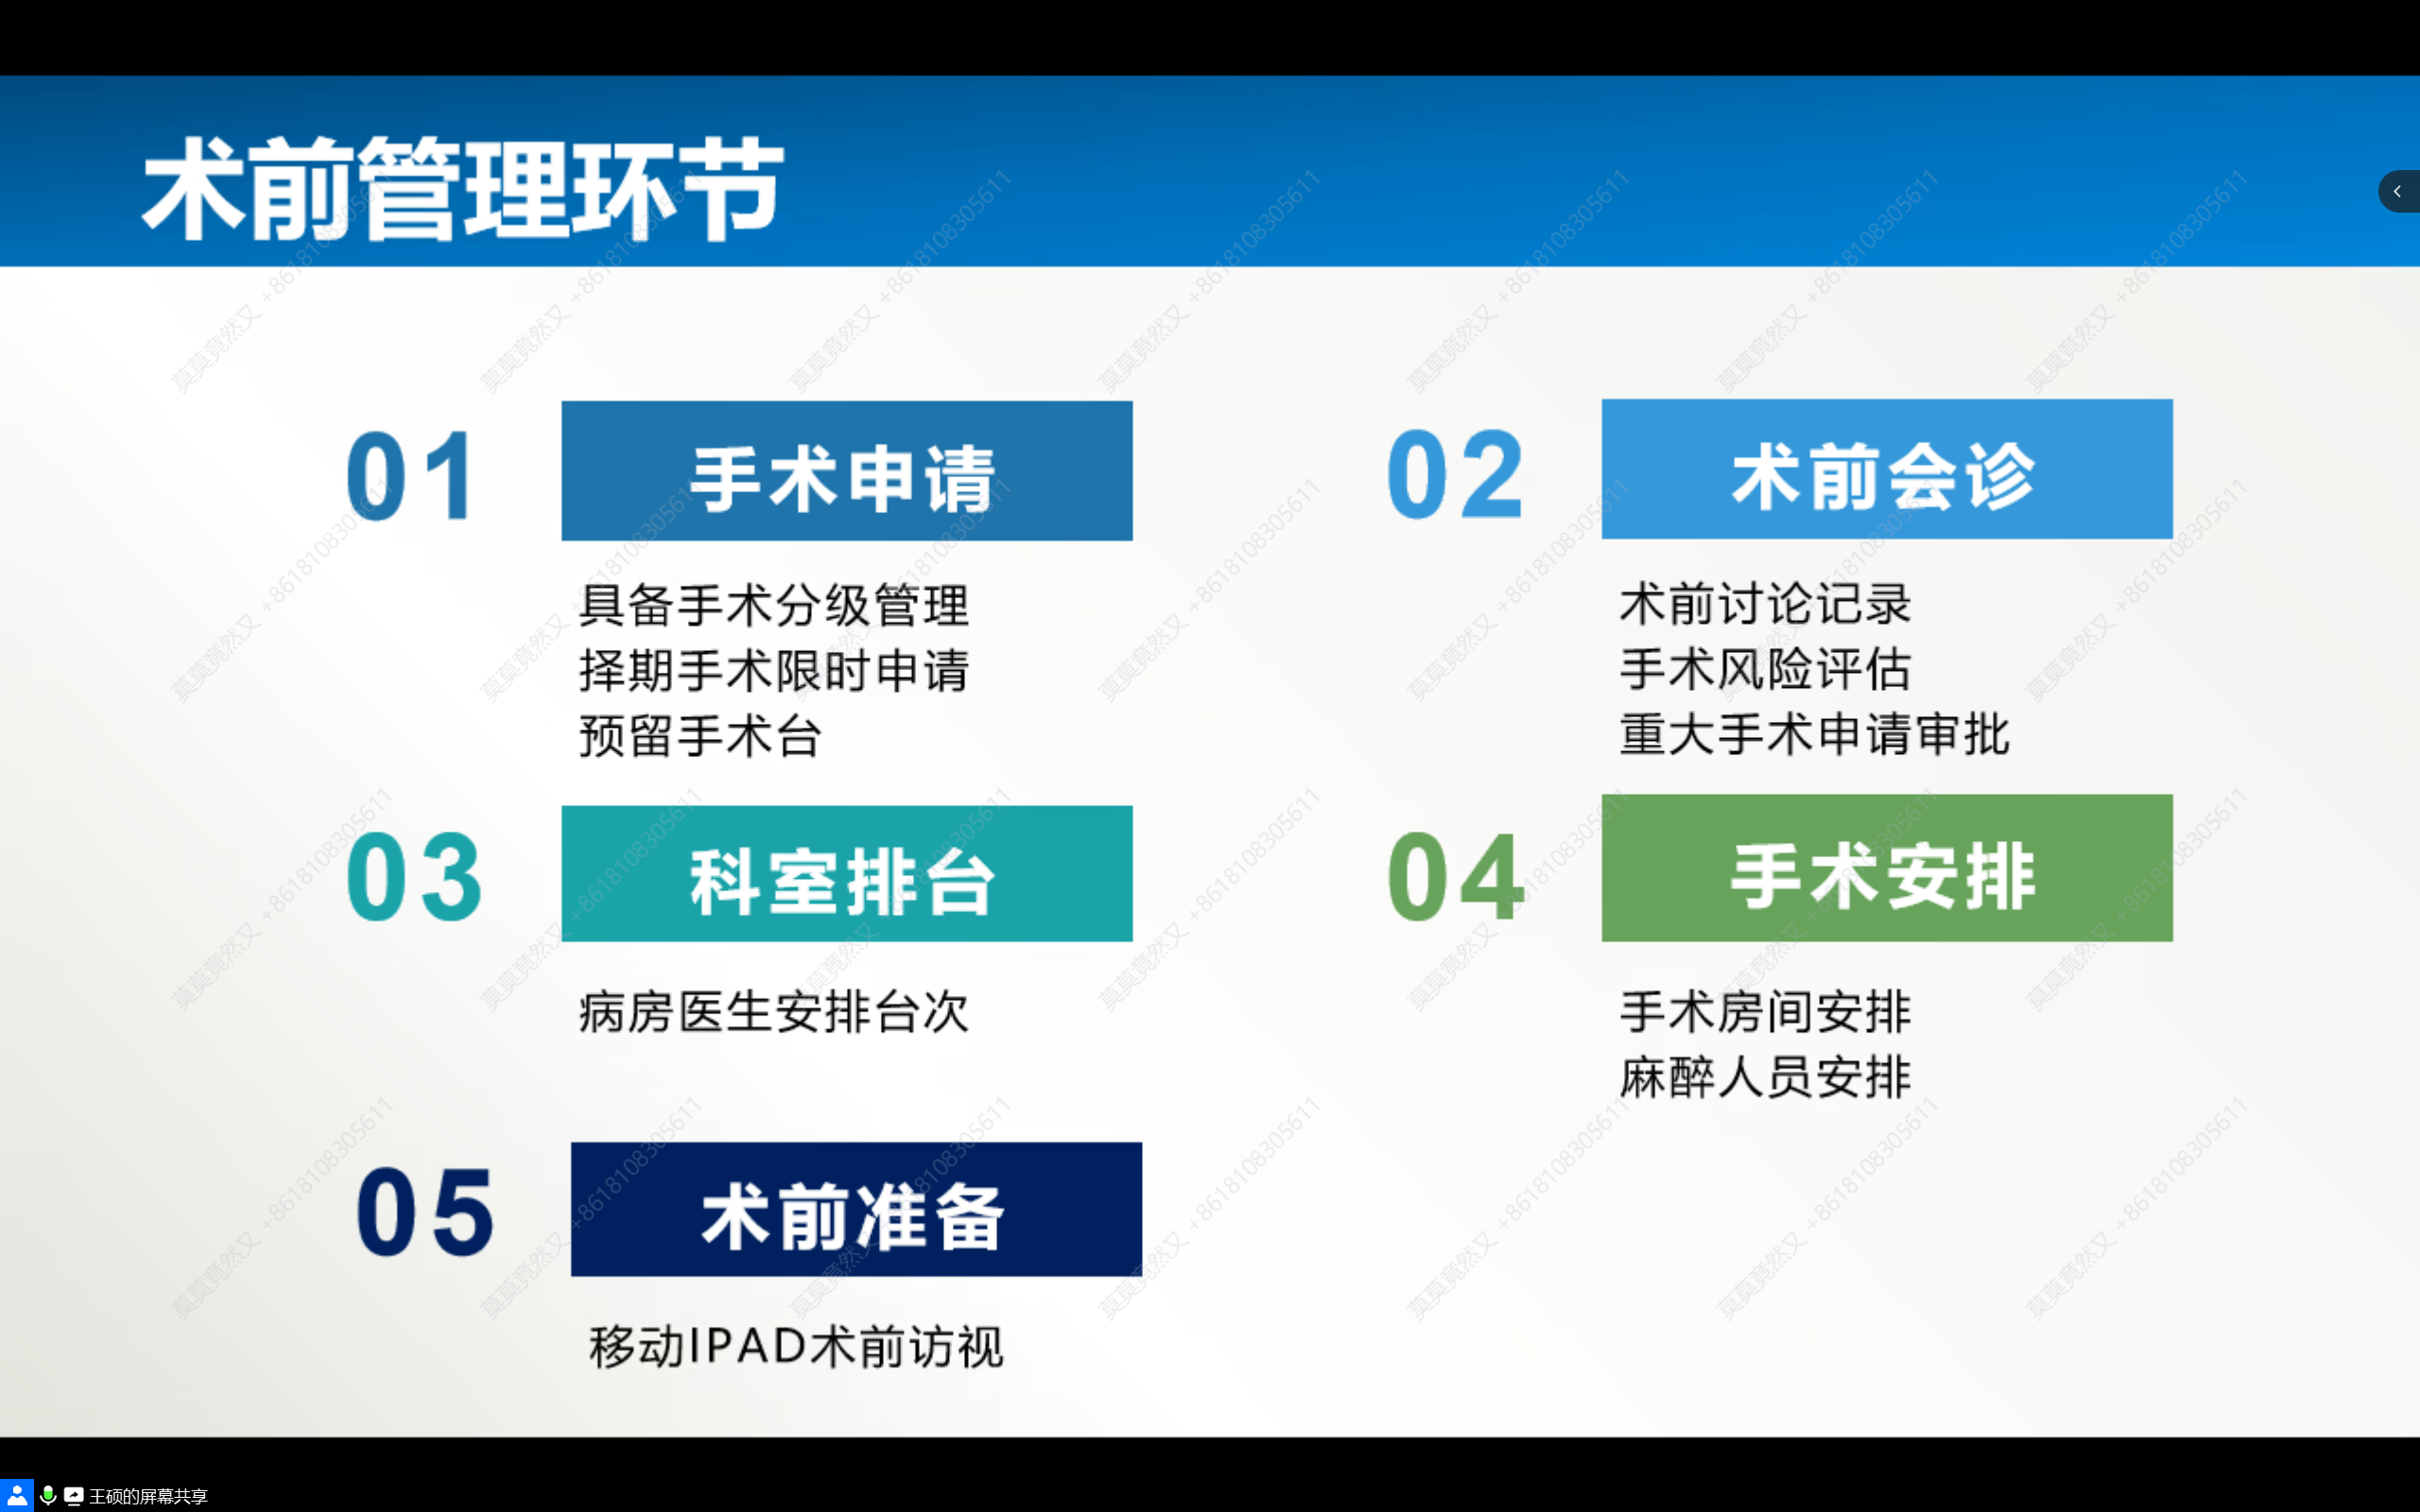 术前管理环节
01 手术申请
具备手术分级管理
择期手术限时申请
预留手术台
02 术前会诊
术前讨论记录
手术风险评估
重大手术申请审批
03 科室排台
病房医生安排台次
04 手术安排
手术房间安排
麻醉人员安排
05 术前准备
移动IPAD术前访视
莫莫竟然又 +8618108305611
王硕的屏幕共享